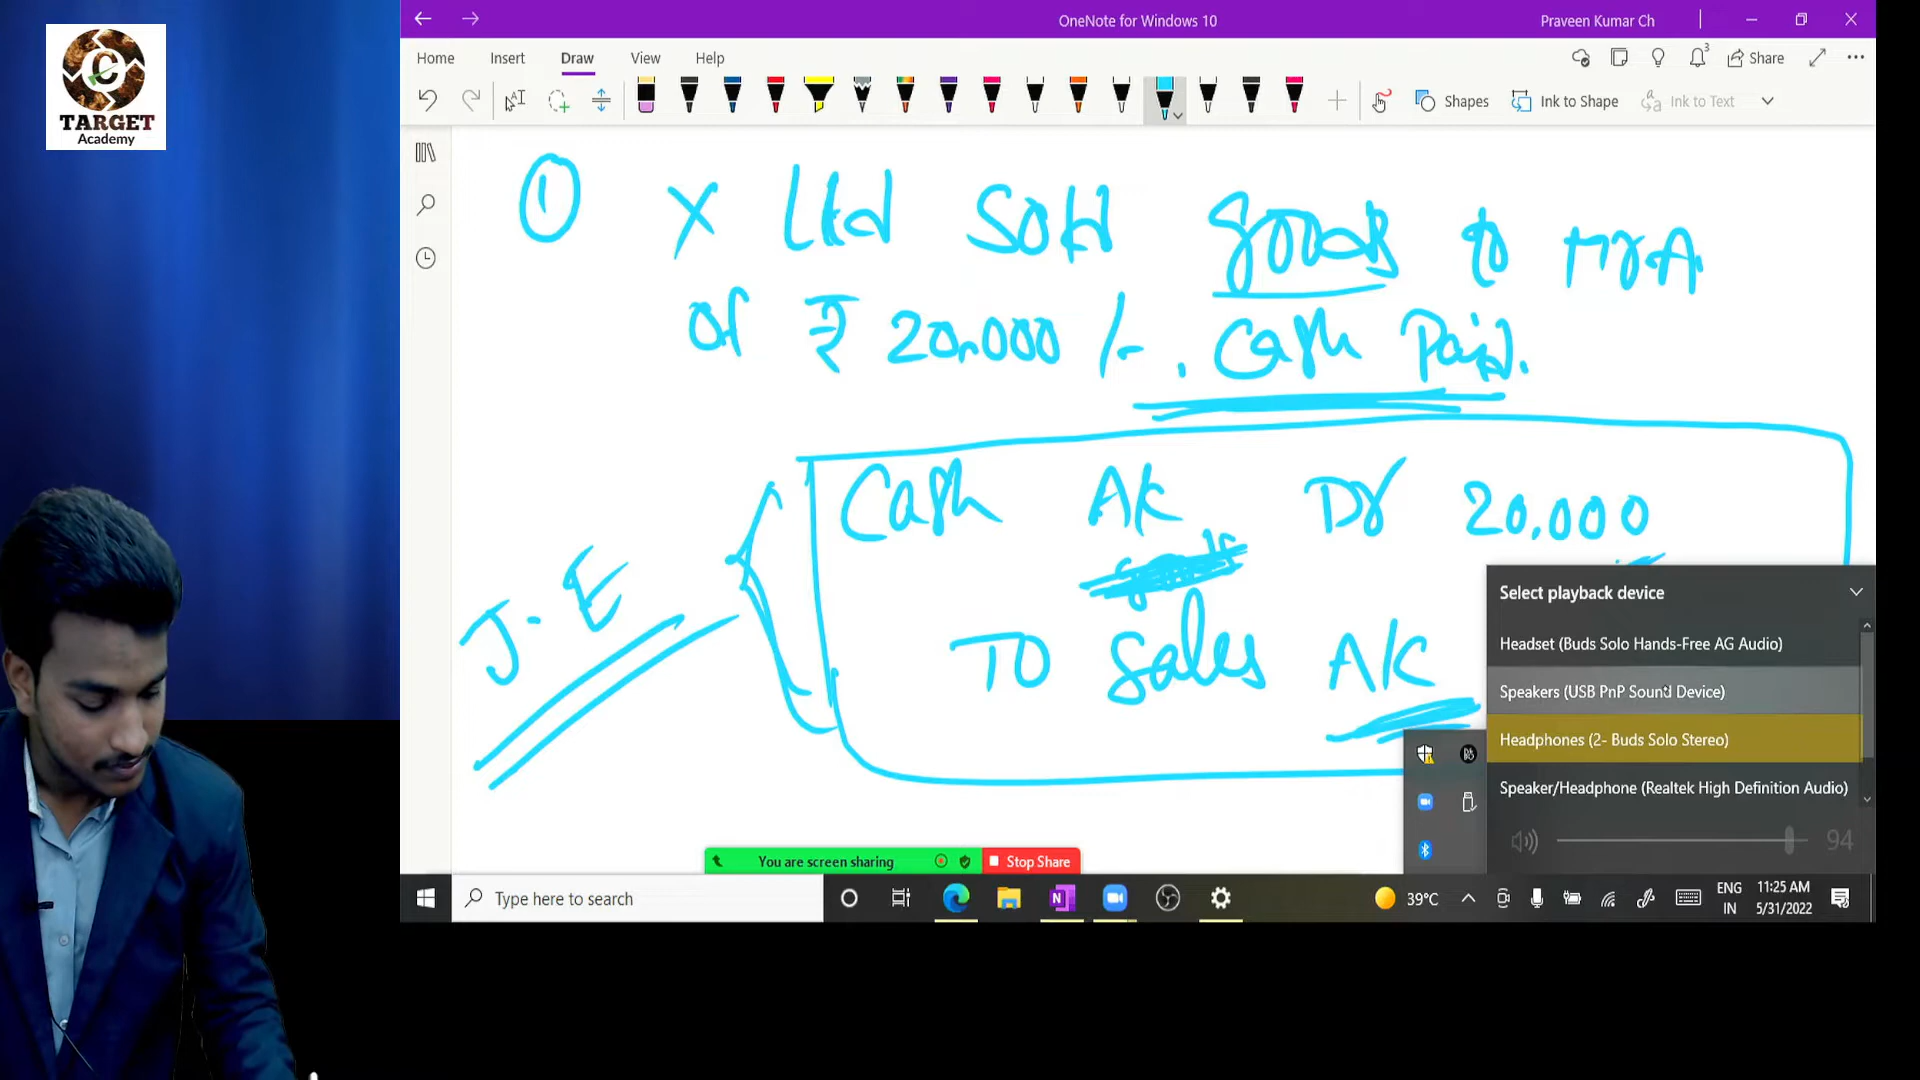 TARGET
Academy
OneNote for Windows 10
Praveen Kumar Ch
Home Insert Draw View Help
3
Share
Shapes Ink to Shape Ink to Text
① X Ltd Sold goods to Mr A
of ₹ 20,000 /- . Cash Paid.
J.E
Cash A/c Dr 20,000
To Sales A/c
Select playback device
Headset (Buds Solo Hands-Free AG Audio)
Speakers (USB PnP Sound Device)
Headphones (2- Buds Solo Stereo)
Speaker/Headphone (Realtek High Definition Audio)
94
You are screen sharing Stop Share
Type here to search
39°C
ENG
IN
11:25 AM
5/31/2022